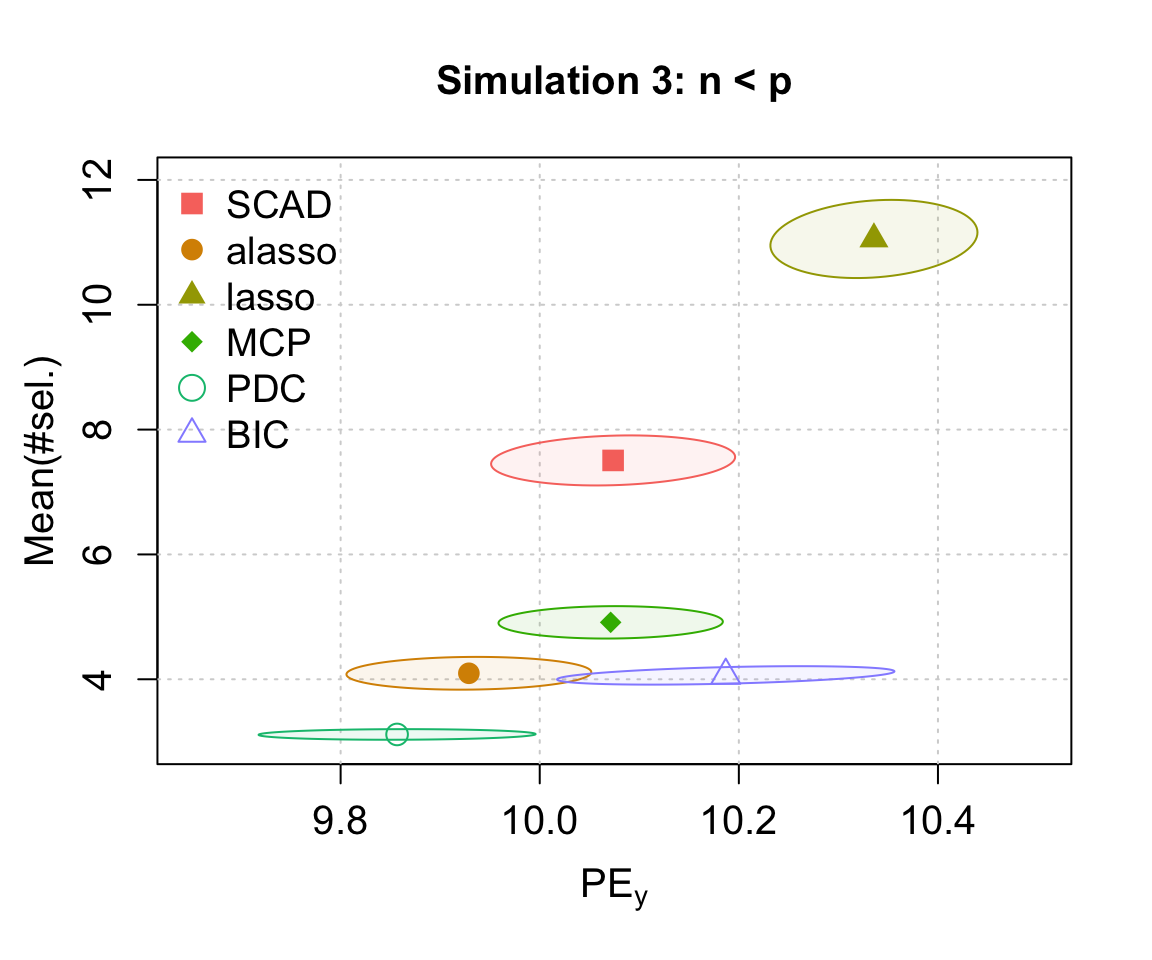 Simulation 3: n < p
12
10
8
6
4
Mean(#sel.)
SCAD
alasso
lasso
MCP
PDC
BIC
9.8 10.0 10.2 10.4
PEy